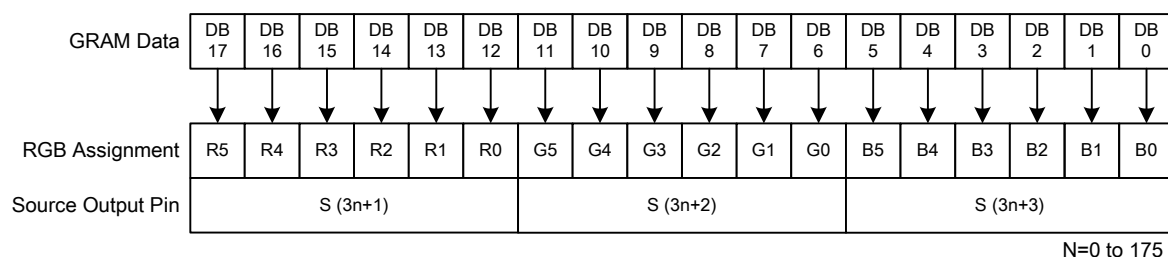 GRAM Data DB 17 DB 16 DB 15 DB 14 DB 13 DB 12 DB 11 DB 10 DB 9 DB 8 DB 7 DB 6 DB 5 DB 4 DB 3 DB 2 DB 1 DB 0
RGB Assignment R5 R4 R3 R2 R1 R0 G5 G4 G3 G2 G1 G0 B5 B4 B3 B2 B1 B0
Source Output Pin S (3n+1) S (3n+2) S (3n+3)
N=0 to 175